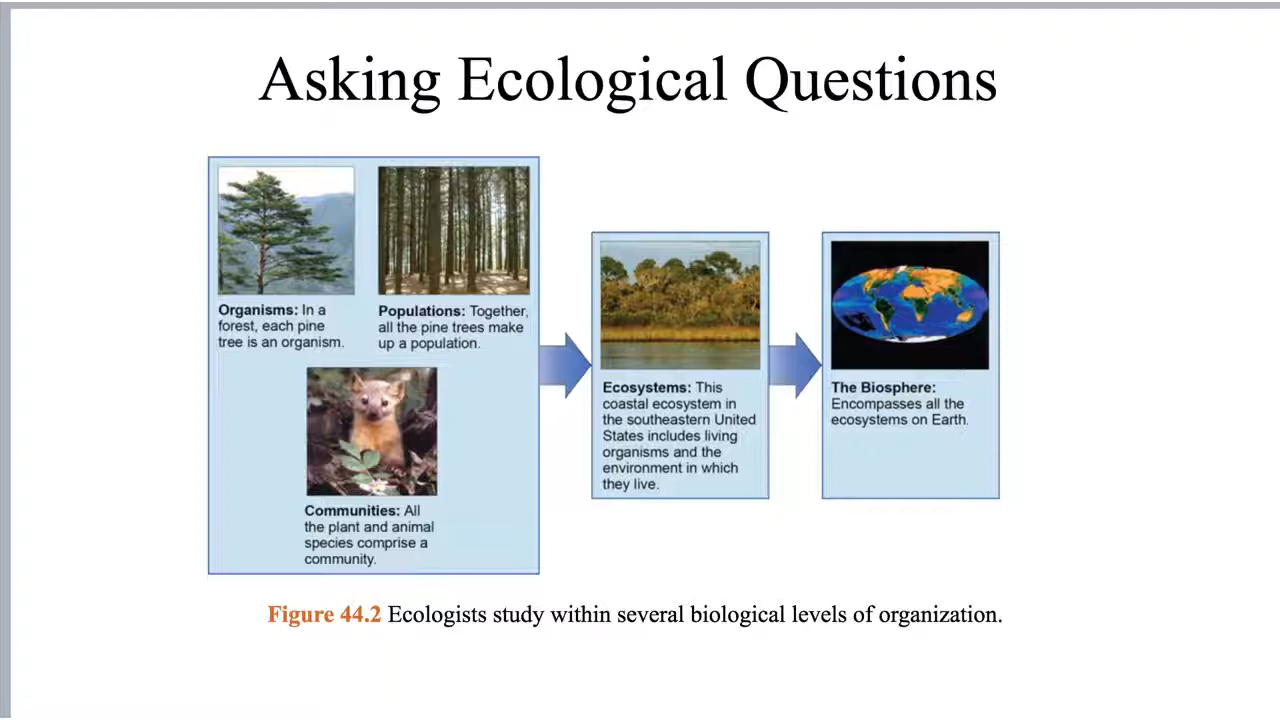 Asking Ecological Questions
Organisms: In a
forest, each pine
tree is an organism.
Populations: Together,
all the pine trees make
up a population.
Communities: All
the plant and animal
species comprise a
community.
Ecosystems: This
coastal ecosystem in
the southeastern United
States includes living
organisms and the
environment in which
they live.
The Biosphere:
Encompasses all the
ecosystems on Earth.
Figure 44.2 Ecologists study within several biological levels of organization.